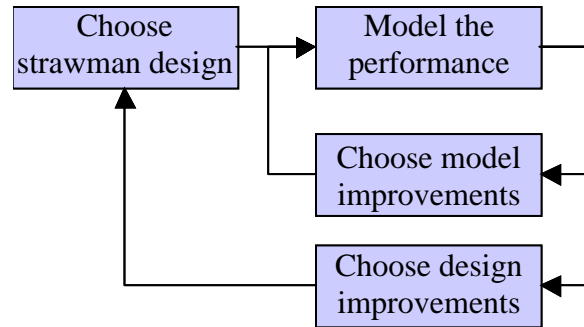 Choose
strawman design
Model the
performance
Choose model
improvements
Choose design
improvements